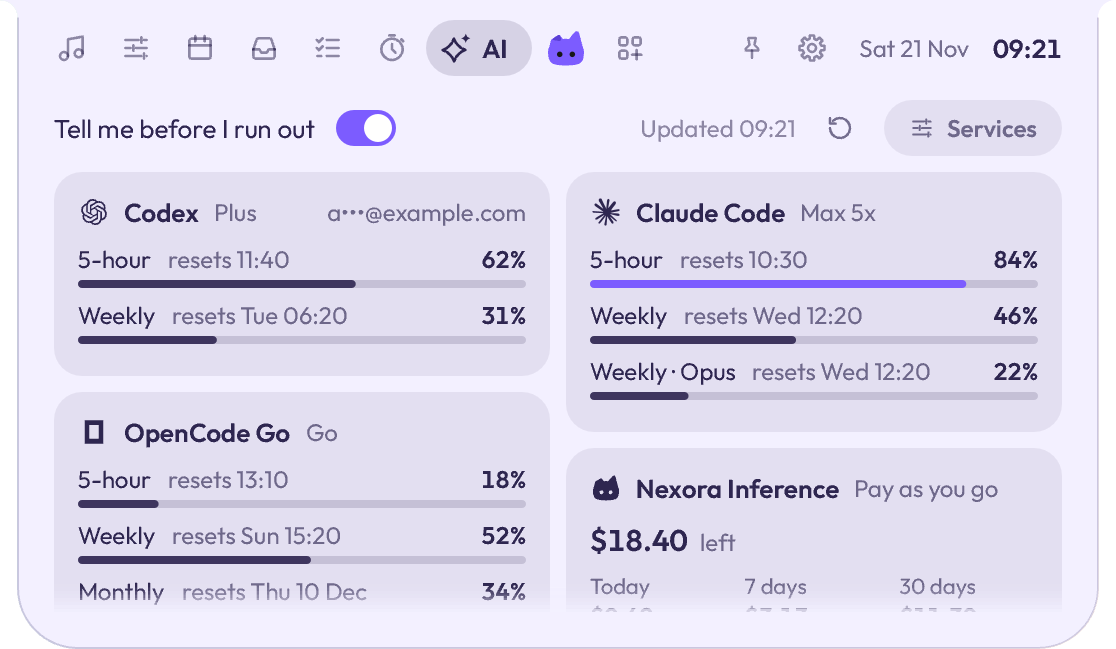 AI
Sat 21 Nov 09:21
Tell me before I run out
Updated 09:21
Services
Codex Plus a•••@example.com
5-hour resets 11:40 62%
Weekly resets Tue 06:20 31%
OpenCode Go Go
5-hour resets 13:10 18%
Weekly resets Sun 15:20 52%
Monthly resets Thu 10 Dec 34%
Claude Code Max 5x
5-hour resets 10:30 84%
Weekly resets Wed 12:20 46%
Weekly · Opus resets Wed 12:20 22%
Nexora Inference Pay as you go
$18.40 left
Today 7 days 30 days